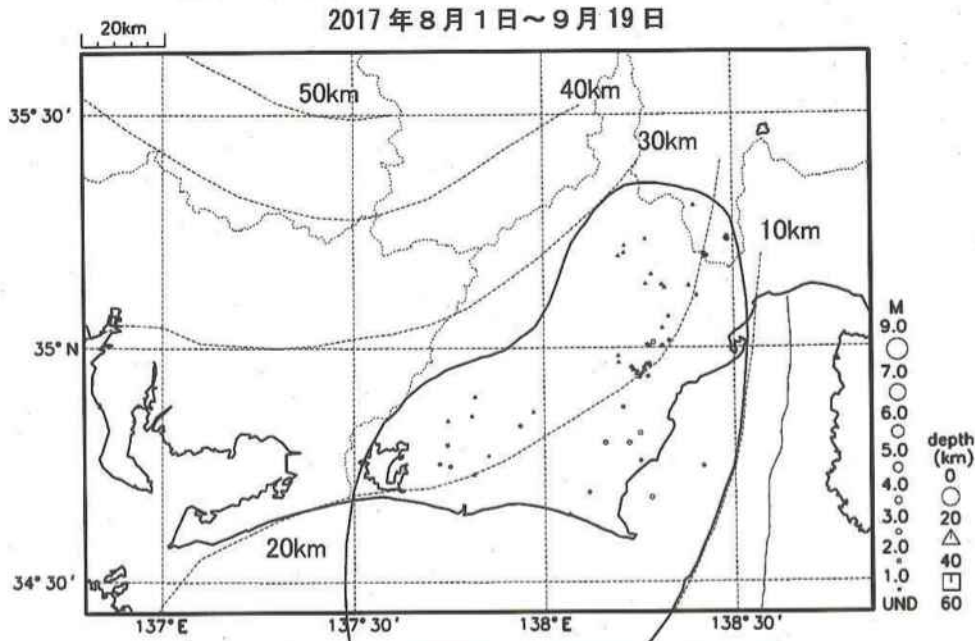 2017年8月1日～9月19日
20km
50km
40km
35° 30′
30km
10km
M
9.0
35° N
7.0
6.0
5.0
depth
(km)
4.0
0
3.0
20
2.0
40
1.0
20km
34° 30′
UND
60
137° E
137° 30′
138° E
138° 30′